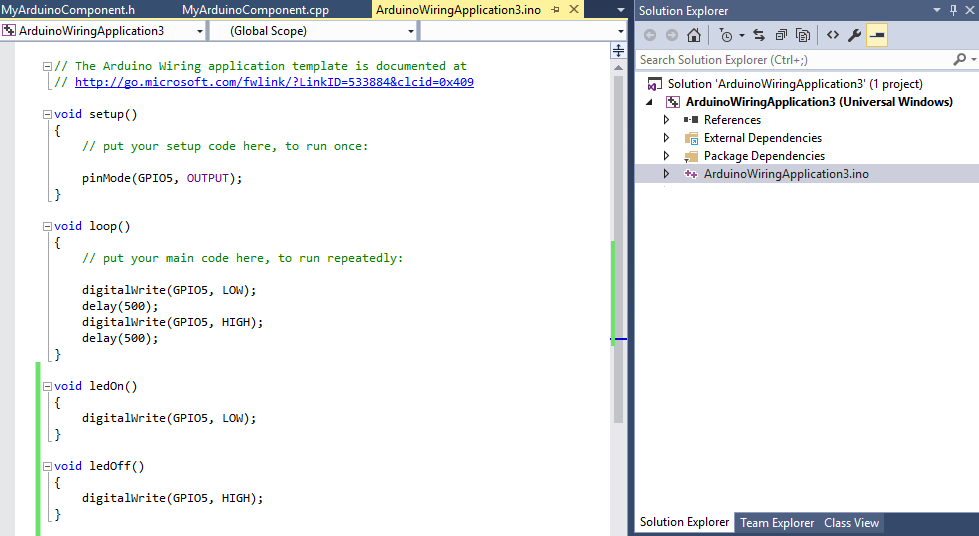 MyArduinoComponent.h MyArduinoComponent.cpp ArduinoWiringApplication3.ino
ArduinoWiringApplication3 (Global Scope)
// The Arduino Wiring application template is documented at
// http://go.microsoft.com/fwlink/?LinkID=533884&clcid=0x409
void setup()
{
// put your setup code here, to run once:
pinMode(GPIO5, OUTPUT);
}
void loop()
{
// put your main code here, to run repeatedly:
digitalWrite(GPIO5, LOW);
delay(500);
digitalWrite(GPIO5, HIGH);
delay(500);
}
void ledOn()
{
digitalWrite(GPIO5, LOW);
}
void ledOff()
{
digitalWrite(GPIO5, HIGH);
}
Solution Explorer
Search Solution Explorer (Ctrl+;)
Solution 'ArduinoWiringApplication3' (1 project)
ArduinoWiringApplication3 (Universal Windows)
References
External Dependencies
Package Dependencies
ArduinoWiringApplication3.ino
Solution Explorer Team Explorer Class View